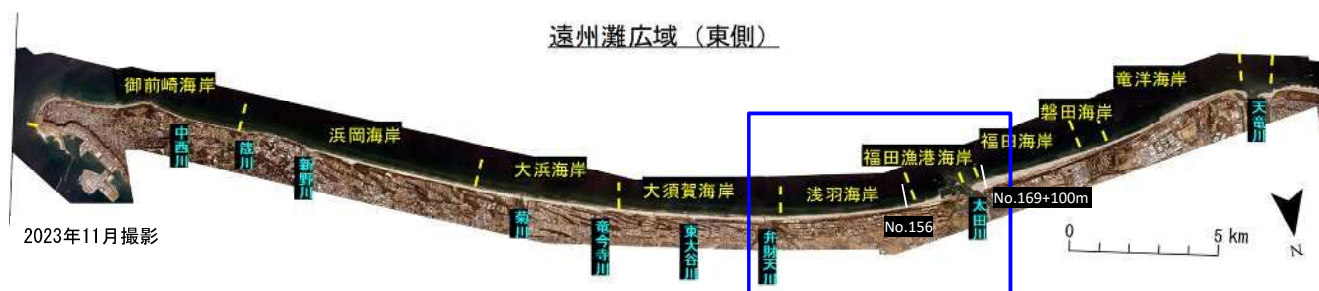 遠州灘広域（東側）
御前崎海岸
浜岡海岸
大浜海岸
大須賀海岸
浅羽海岸
福田漁港海岸
福田海岸
磐田海岸
竜洋海岸
中西川
筬川
新野川
菊川
竜今寺川
東大谷川
弁財天川
太田川
天竜川
No.156
No.169+100m
2023年11月撮影
0 5 km
N